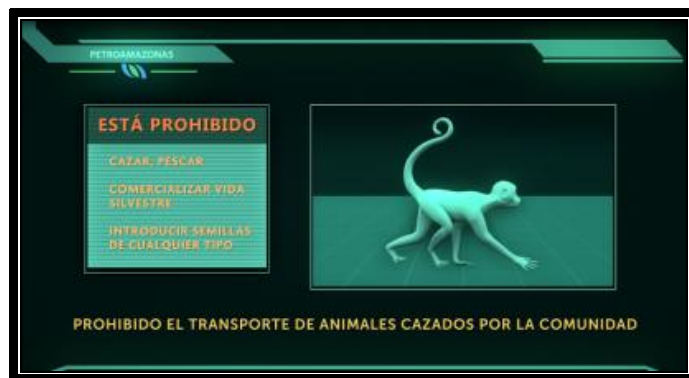 PETROAMAZONAS
ESTÁ PROHIBIDO
CAZAR, PESCAR
COMERCIALIZAR VIDA
SILVESTRE
INTRODUCIR SEMILLAS
DE CUALQUIER TIPO
PROHIBIDO EL TRANSPORTE DE ANIMALES CAZADOS POR LA COMUNIDAD